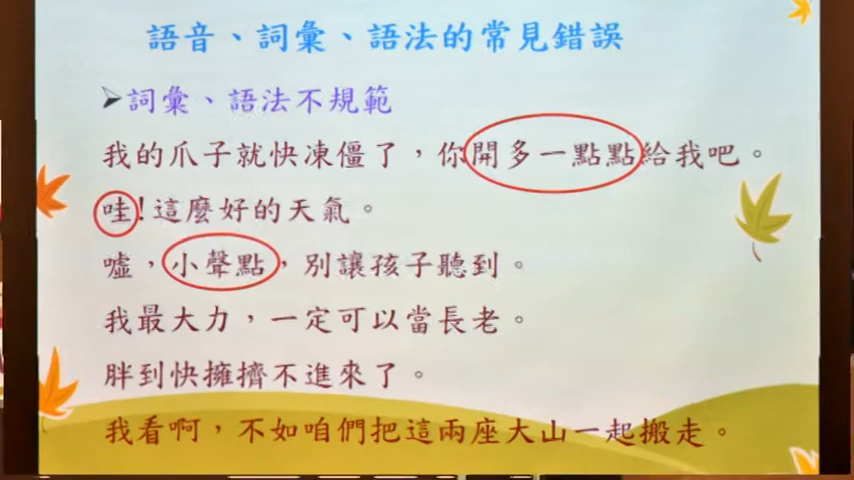 語音、詞彙、語法的常見錯誤
➢詞彙、語法不規範
我的爪子就快凍僵了，你開多一點點給我吧。
哇!這麼好的天氣。
噓，小聲點，別讓孩子聽到。
我最大力，一定可以當長老。
胖到快擁擠不進來了。
我看啊，不如咱們把這兩座大山一起搬走。